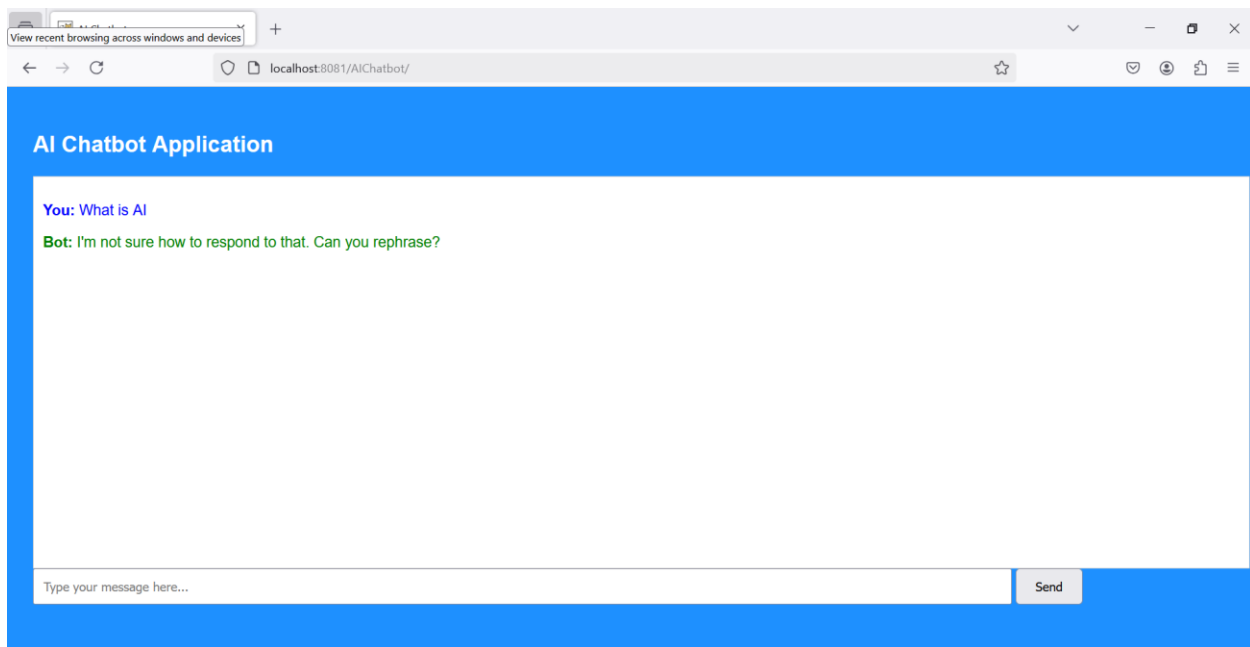 View recent browsing across windows and devices
localhost:8081/AIChatbot/
AI Chatbot Application
You: What is AI
Bot: I'm not sure how to respond to that. Can you rephrase?
Type your message here...
Send